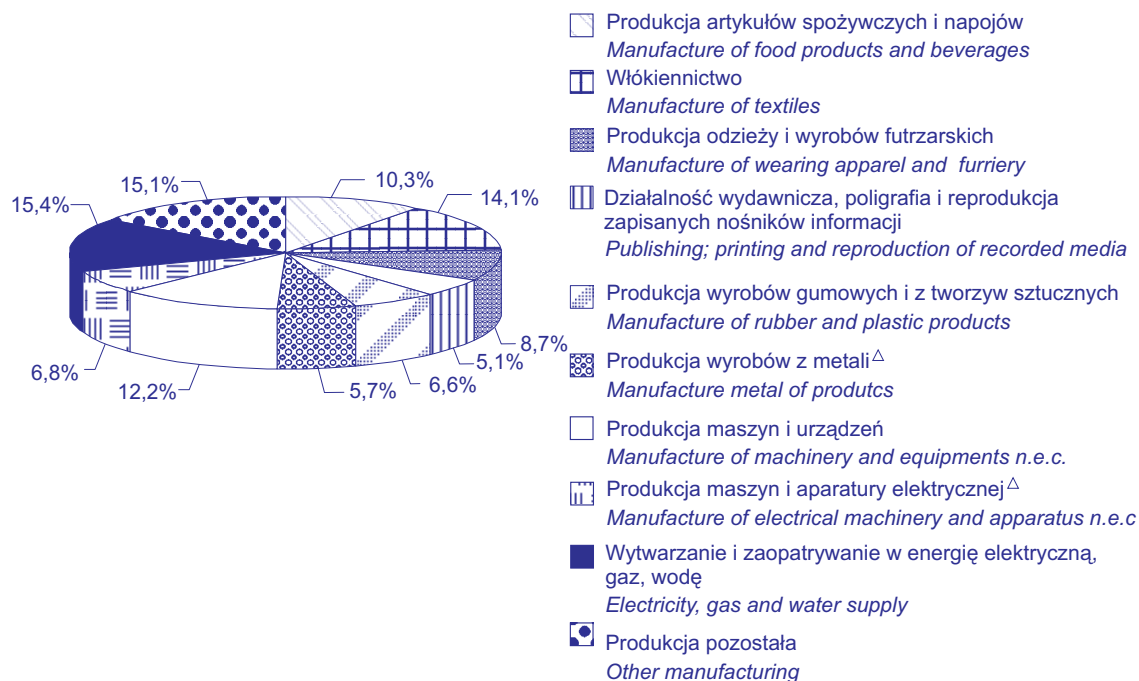 15,1%
10,3%
15,4%
14,1%
8,7%
5,1%
6,8%
6,6%
12,2%
5,7%
Produkcja artykułów spożywczych i napojów
Manufacture of food products and beverages
Włókiennictwo
Manufacture of textiles
Produkcja odzieży i wyrobów futrzarskich
Manufacture of wearing apparel and furriery
Działalność wydawnicza, poligrafia i reprodukcja
zapisanych nośników informacji
Publishing; printing and reproduction of recorded media
Produkcja wyrobów gumowych i z tworzyw sztucznych
Manufacture of rubber and plastic products
Produkcja wyrobów z metali△
Manufacture metal of produtcs
Produkcja maszyn i urządzeń
Manufacture of machinery and equipments n.e.c.
Produkcja maszyn i aparatury elektrycznej△
Manufacture of electrical machinery and apparatus n.e.c
Wytwarzanie i zaopatrywanie w energię elektryczną,
gaz, wodę
Electricity, gas and water supply
Produkcja pozostała
Other manufacturing